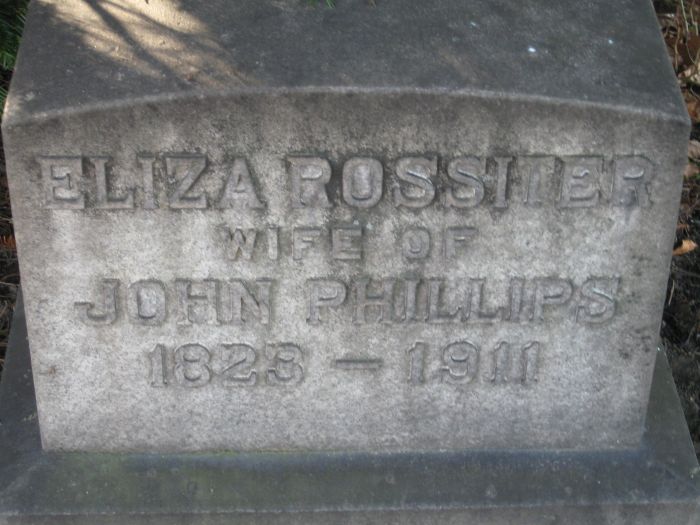 ELIZA ROSSITER
WIFE OF
JOHN PHILLIPS
1823 — 1911